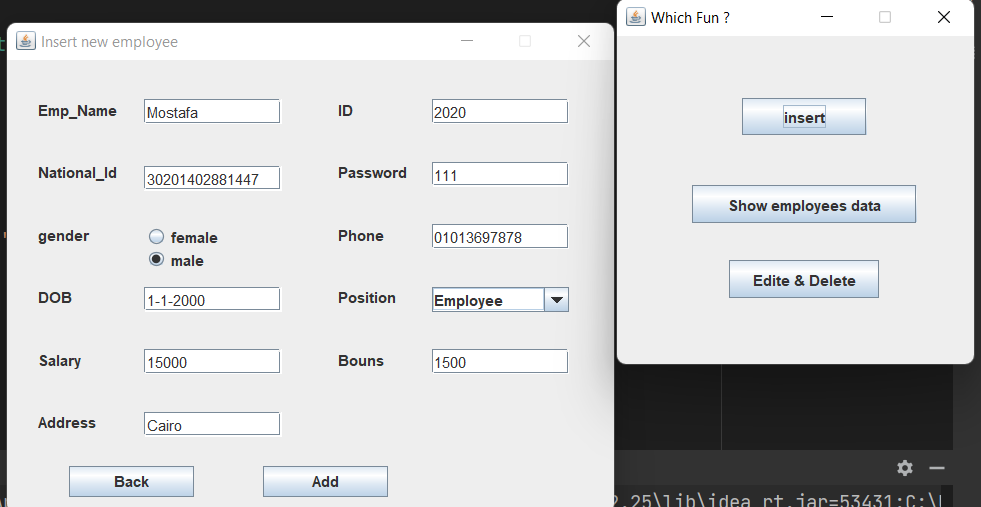 Insert new employee
Emp_Name Mostafa ID 2020
National_Id 30201402881447 Password 111
gender female
male
Phone 01013697878
DOB 1-1-2000 Position Employee
Salary 15000 Bouns 1500
Address Cairo
Back Add
Which Fun ?
insert
Show employees data
Edite & Delete
2.25\lib\idea_rt.jar=53431:C:\